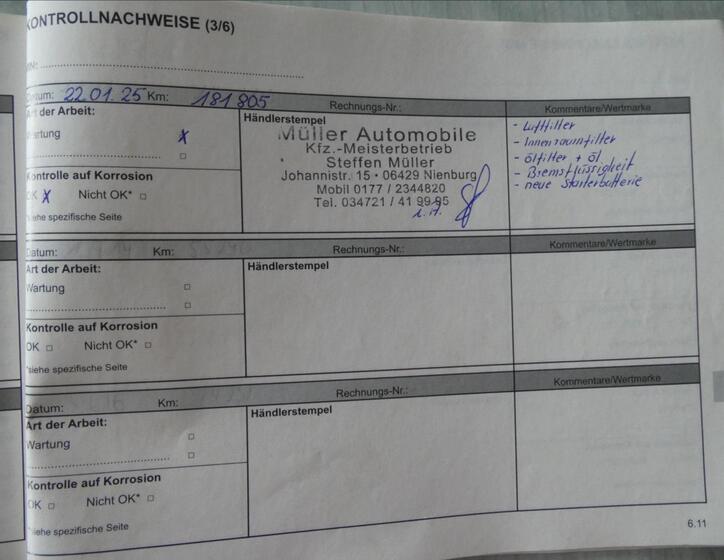 KONTROLLNACHWEISE (3/6)
VIN:
Datum: 22.01.25 Km: 181 805 Rechnungs-Nr.: Kommentare/Wertmarke
Art der Arbeit:
Wartung x
Kontrolle auf Korrosion
OK x Nicht OK*
*siehe spezifische Seite
Händlerstempel
Müller Automobile
Kfz.-Meisterbetrieb
Steffen Müller
Johannistr. 15 • 06429 Nienburg
Mobil 0177 / 2344820
Tel. 034721 / 41 99 95
i.A.
- Luftfilter
- Innenraumfilter
- Ölfilter + Öl
- Bremsflüssigkeit
- neue Starterbatterie
Datum: Km: Rechnungs-Nr.: Kommentare/Wertmarke
Art der Arbeit:
Wartung
Kontrolle auf Korrosion
OK Nicht OK*
*siehe spezifische Seite
Händlerstempel
Datum: Km: Rechnungs-Nr.: Kommentare/Wertmarke
Art der Arbeit:
Wartung
Kontrolle auf Korrosion
OK Nicht OK*
*siehe spezifische Seite
Händlerstempel
6.11